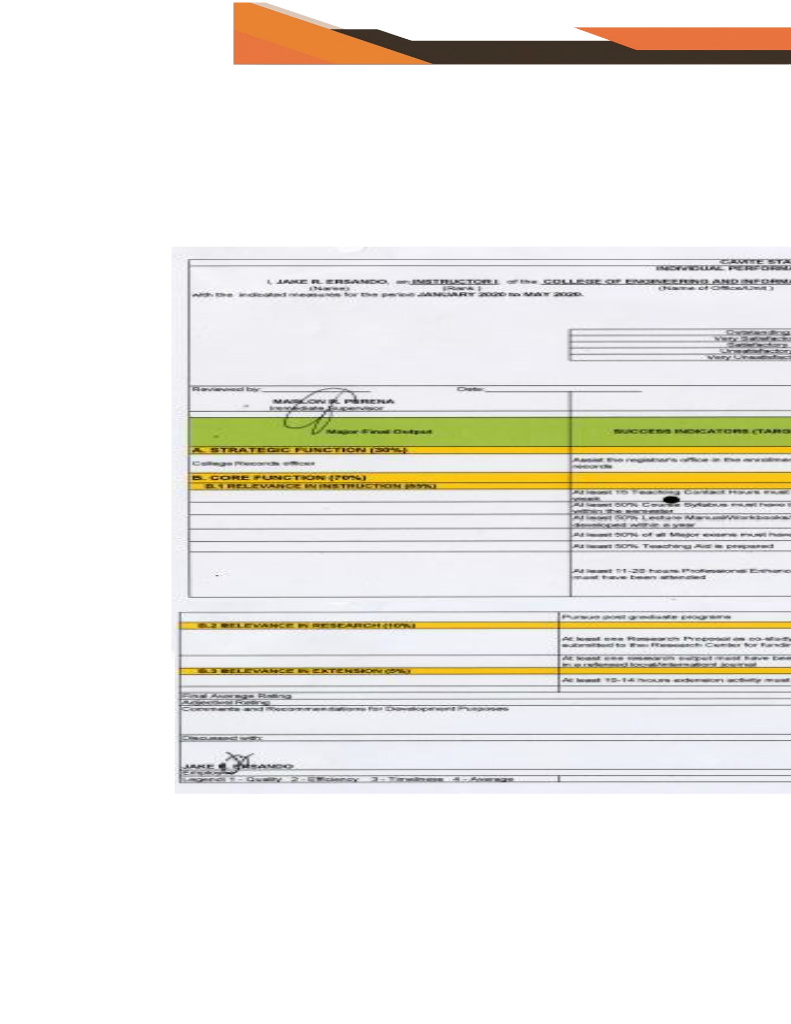 CAVITE STA
INDIVIDUAL PERFORMA
I, JAKE R. ERSANDO, an INSTRUCTOR I, of the COLLEGE OF ENGINEERING AND INFORMA
(Name) (Rank ) (Name of Office/Unit )
with the indicated measures for the period JANUARY 2020 to MAY 2020.
Outstanding
Very Satisfacto
Satisfactory
Unsatisfactory
Very Unsatisfact
Reviewed by: Date:
MARLON R. PERENA
Immediate Supervisor
Major Final Output SUCCESS INDICATORS (TARG
A. STRATEGIC FUNCTION (30%)
College Records officer
Assist the registrar's office in the enrollmen
records
B. CORE FUNCTION (70%)
B.1 RELEVANCE IN INSTRUCTION (55%)
At least 15 Teaching Contact Hours must
week
At least 50% Course Syllabus must have b
within the semester
At least 50% Lecture Manual/Workbooks/
developed within a year
At least 50% of all Major exams must have
At least 50% Teaching Aid is prepared
At least 11-20 hours Professional Enhance
must have been attended
Pursue post graduate programs
B.2 RELEVANCE IN RESEARCH (10%)
At least one Research Proposal as co-study
submitted to the Research Center for fundin
At least one research output must have bee
in a refereed local/internationl journal
B.3 RELEVANCE IN EXTENSION (5%)
At least 10-14 hours extension activity must
Final Average Rating
Adjectival Rating
Comments and Recommendations for Development Purposes
Discussed with:
JAKE R. ERSANDO
Employee
Legend: 1 - Quality 2 - Efficiency 3 - Timeliness 4 - Average